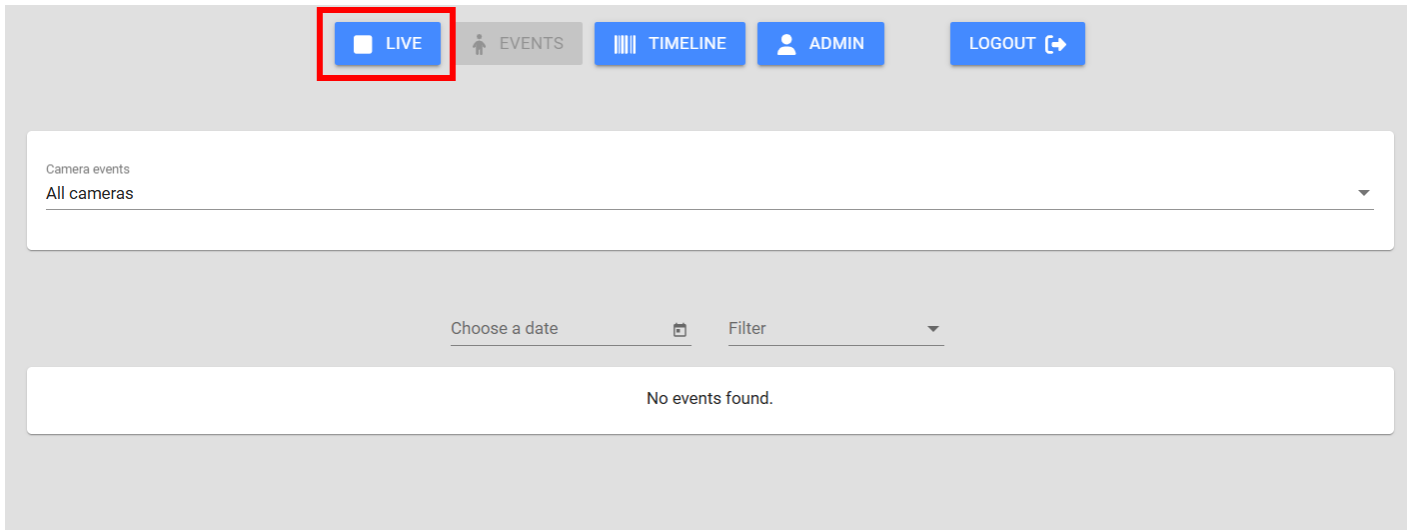 LIVE EVENTS TIMELINE ADMIN LOGOUT
Camera events
All cameras
Choose a date Filter
No events found.